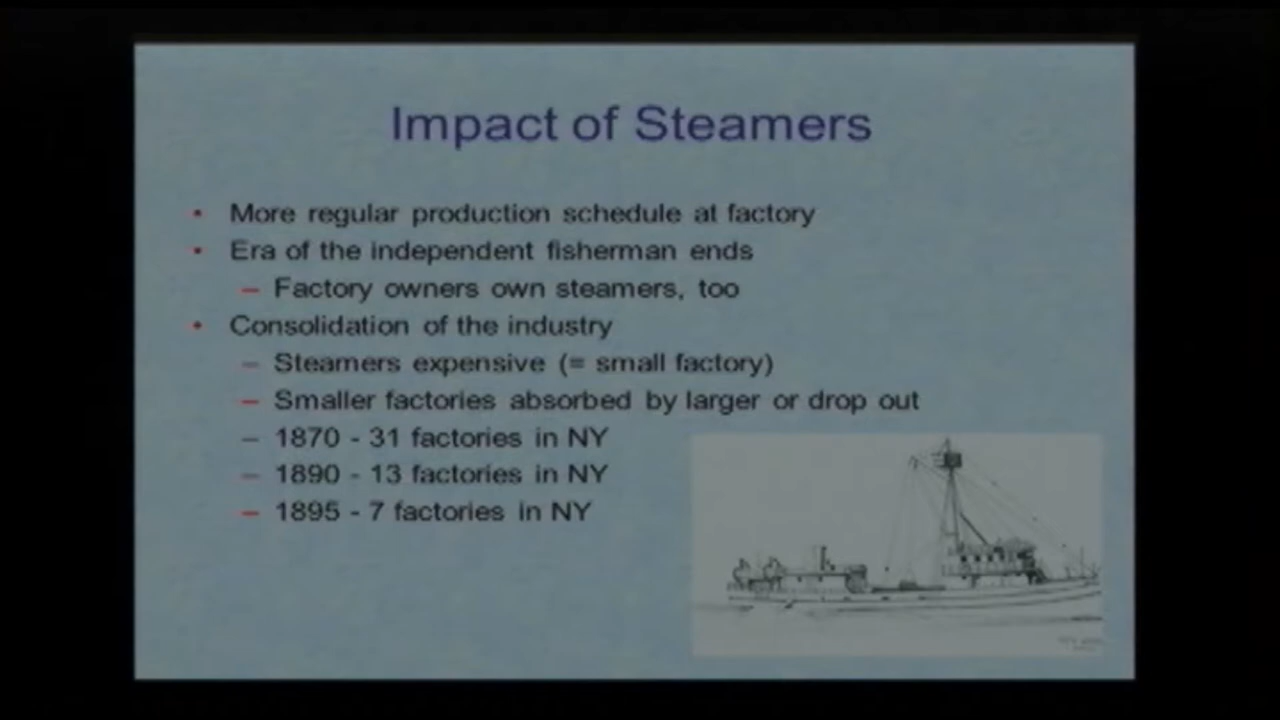 Impact of Steamers
• More regular production schedule at factory
• Era of the independent fisherman ends
– Factory owners own steamers, too
• Consolidation of the industry
– Steamers expensive (= small factory)
– Smaller factories absorbed by larger or drop out
– 1870 - 31 factories in NY
– 1890 - 13 factories in NY
– 1895 - 7 factories in NY